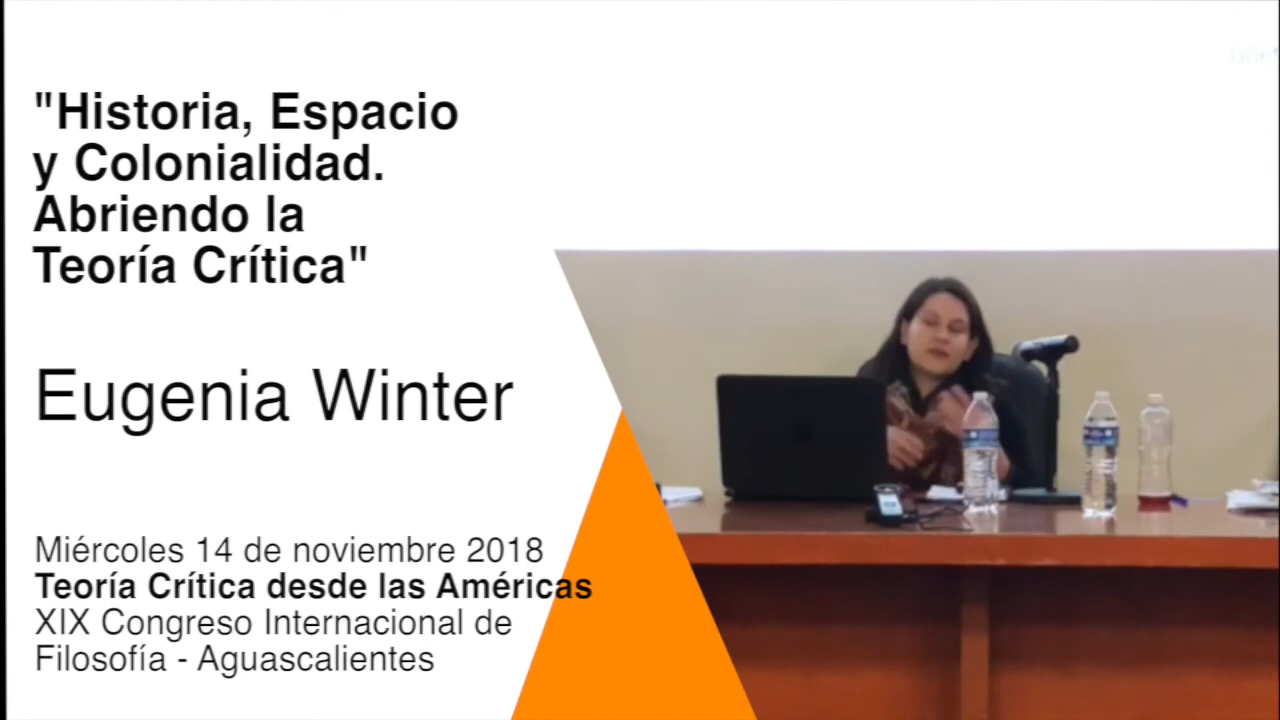 "Historia, Espacio
y Colonialidad.
Abriendo la
Teoría Crítica"
Eugenia Winter
Miércoles 14 de noviembre 2018
Teoría Crítica desde las Américas
XIX Congreso Internacional de
Filosofía - Aguascalientes